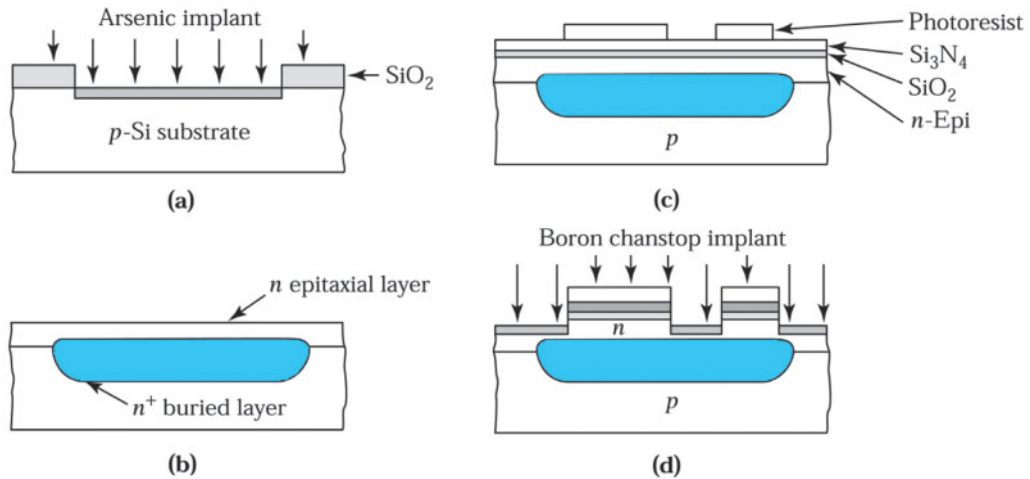 Arsenic implant
SiO₂
p-Si substrate
(a)
n epitaxial layer
n⁺ buried layer
(b)
Photoresist
Si₃N₄
SiO₂
n-Epi
p
(c)
Boron chanstop implant
n
p
(d)